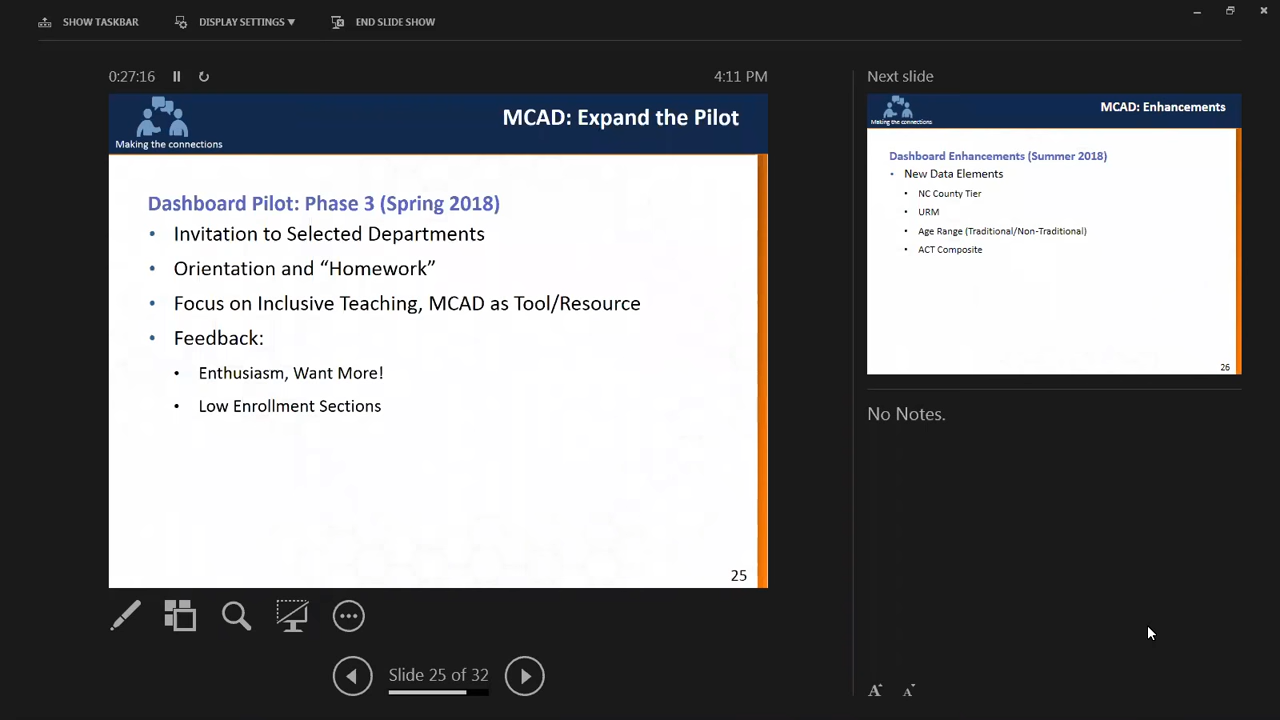 SHOW TASKBAR
DISPLAY SETTINGS ▼
END SLIDE SHOW
0:27:16
4:11 PM
Making the connections
MCAD: Expand the Pilot
Dashboard Pilot: Phase 3 (Spring 2018)
• Invitation to Selected Departments
• Orientation and “Homework”
• Focus on Inclusive Teaching, MCAD as Tool/Resource
• Feedback:
• Enthusiasm, Want More!
• Low Enrollment Sections
25
Slide 25 of 32
Next slide
Making the connections
MCAD: Enhancements
Dashboard Enhancements (Summer 2018)
• New Data Elements
• NC County Tier
• URM
• Age Range (Traditional/Non-Traditional)
• ACT Composite
26
No Notes.
A A